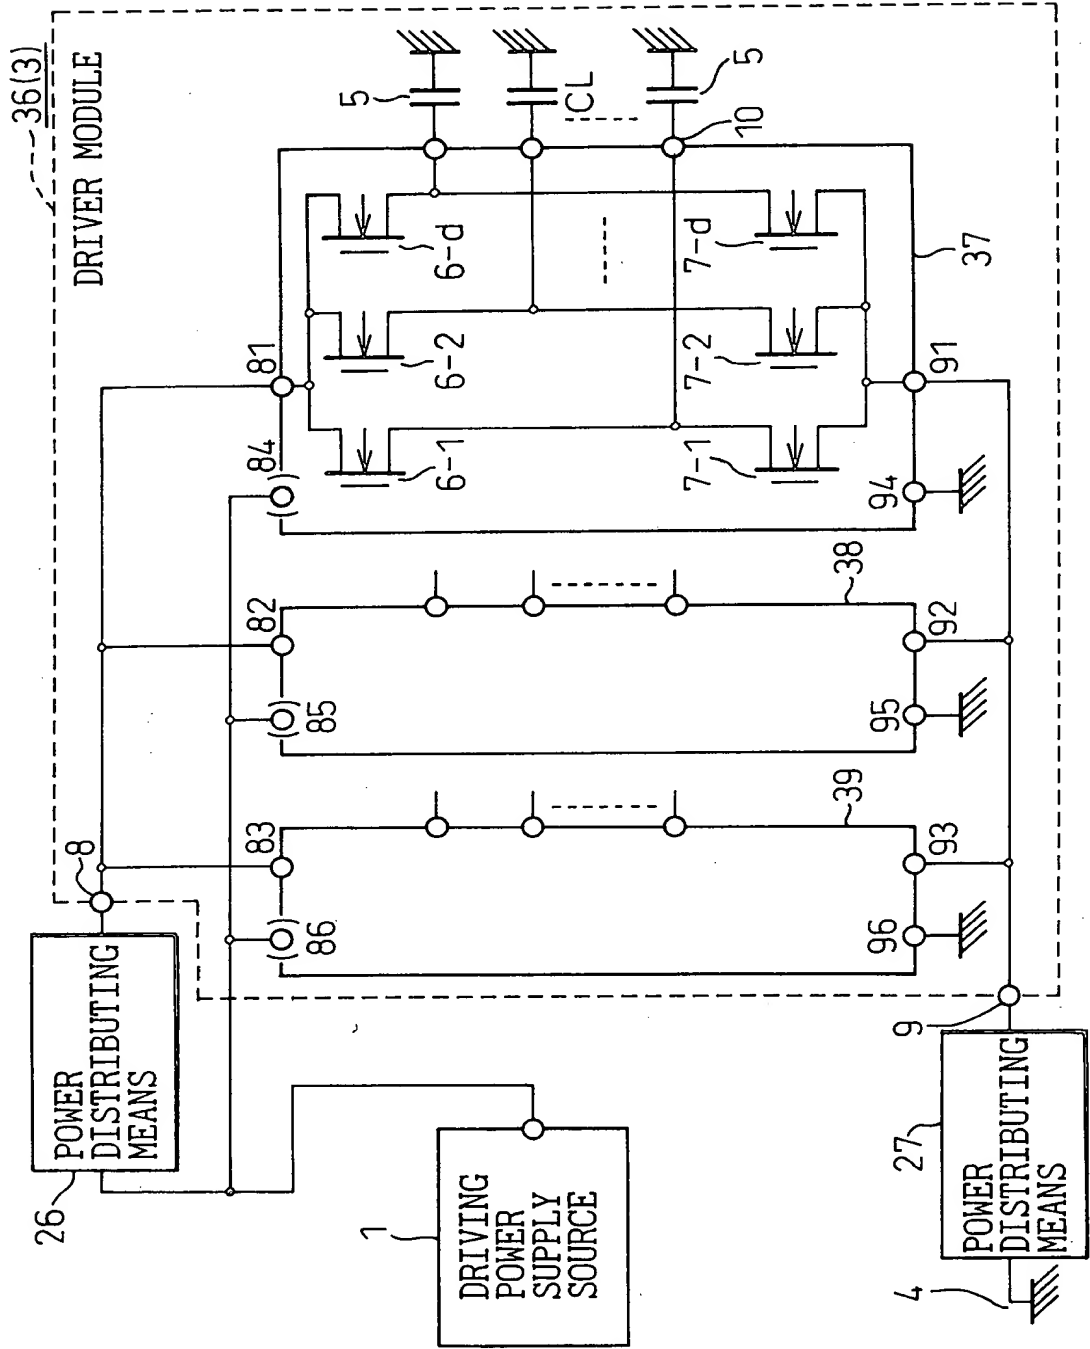 36(3)
DRIVER MODULE
5
CL
5
10
6-d
7-d
37
81
6-2
7-2
91
84
6-1
7-1
94
82
38
92
85
95
83
39
93
86
96
8
9
POWER
DISTRIBUTING
MEANS
26
DRIVING
POWER
SUPPLY
SOURCE
1
POWER
DISTRIBUTING
MEANS
27
4